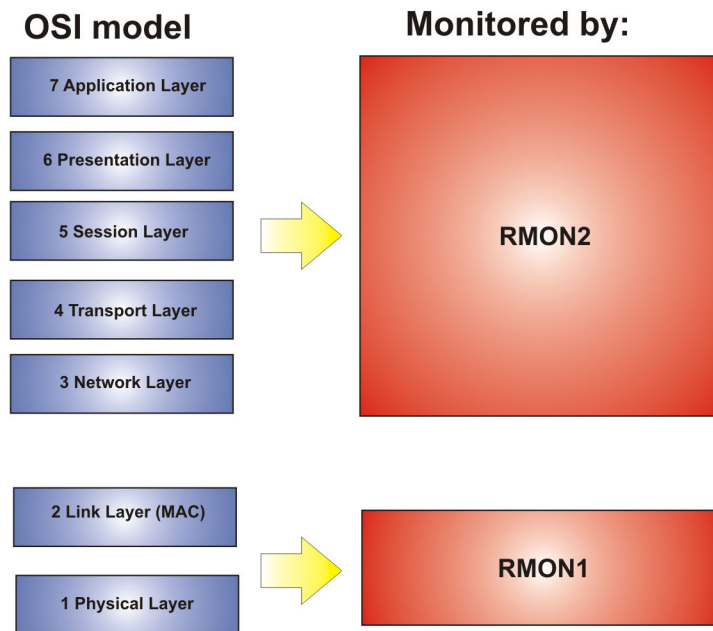 OSI model
Monitored by:
7 Application Layer
6 Presentation Layer
5 Session Layer
4 Transport Layer
3 Network Layer
RMON2
2 Link Layer (MAC)
1 Physical Layer
RMON1